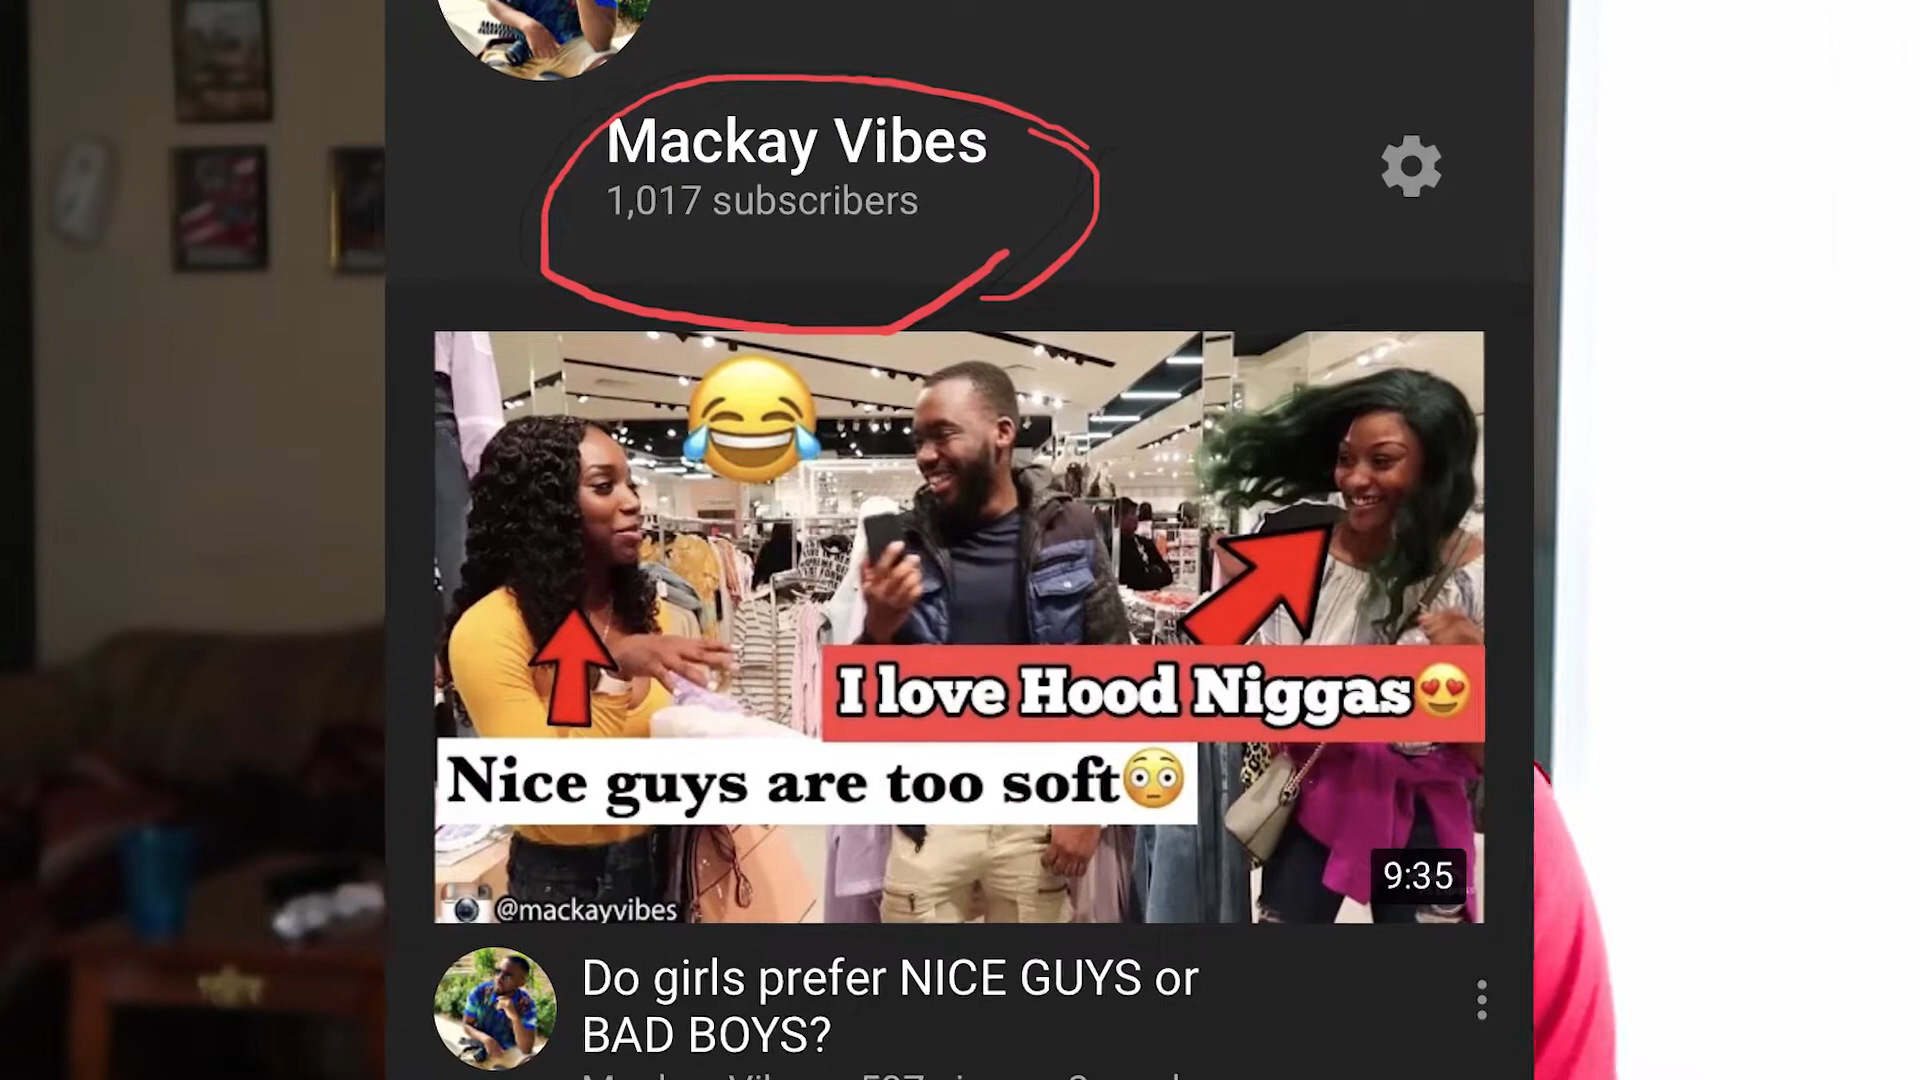 Mackay Vibes
1,017 subscribers
I love Hood Niggas😍
Nice guys are too soft😳
9:35
@mackayvibes
Do girls prefer NICE GUYS or
BAD BOYS?